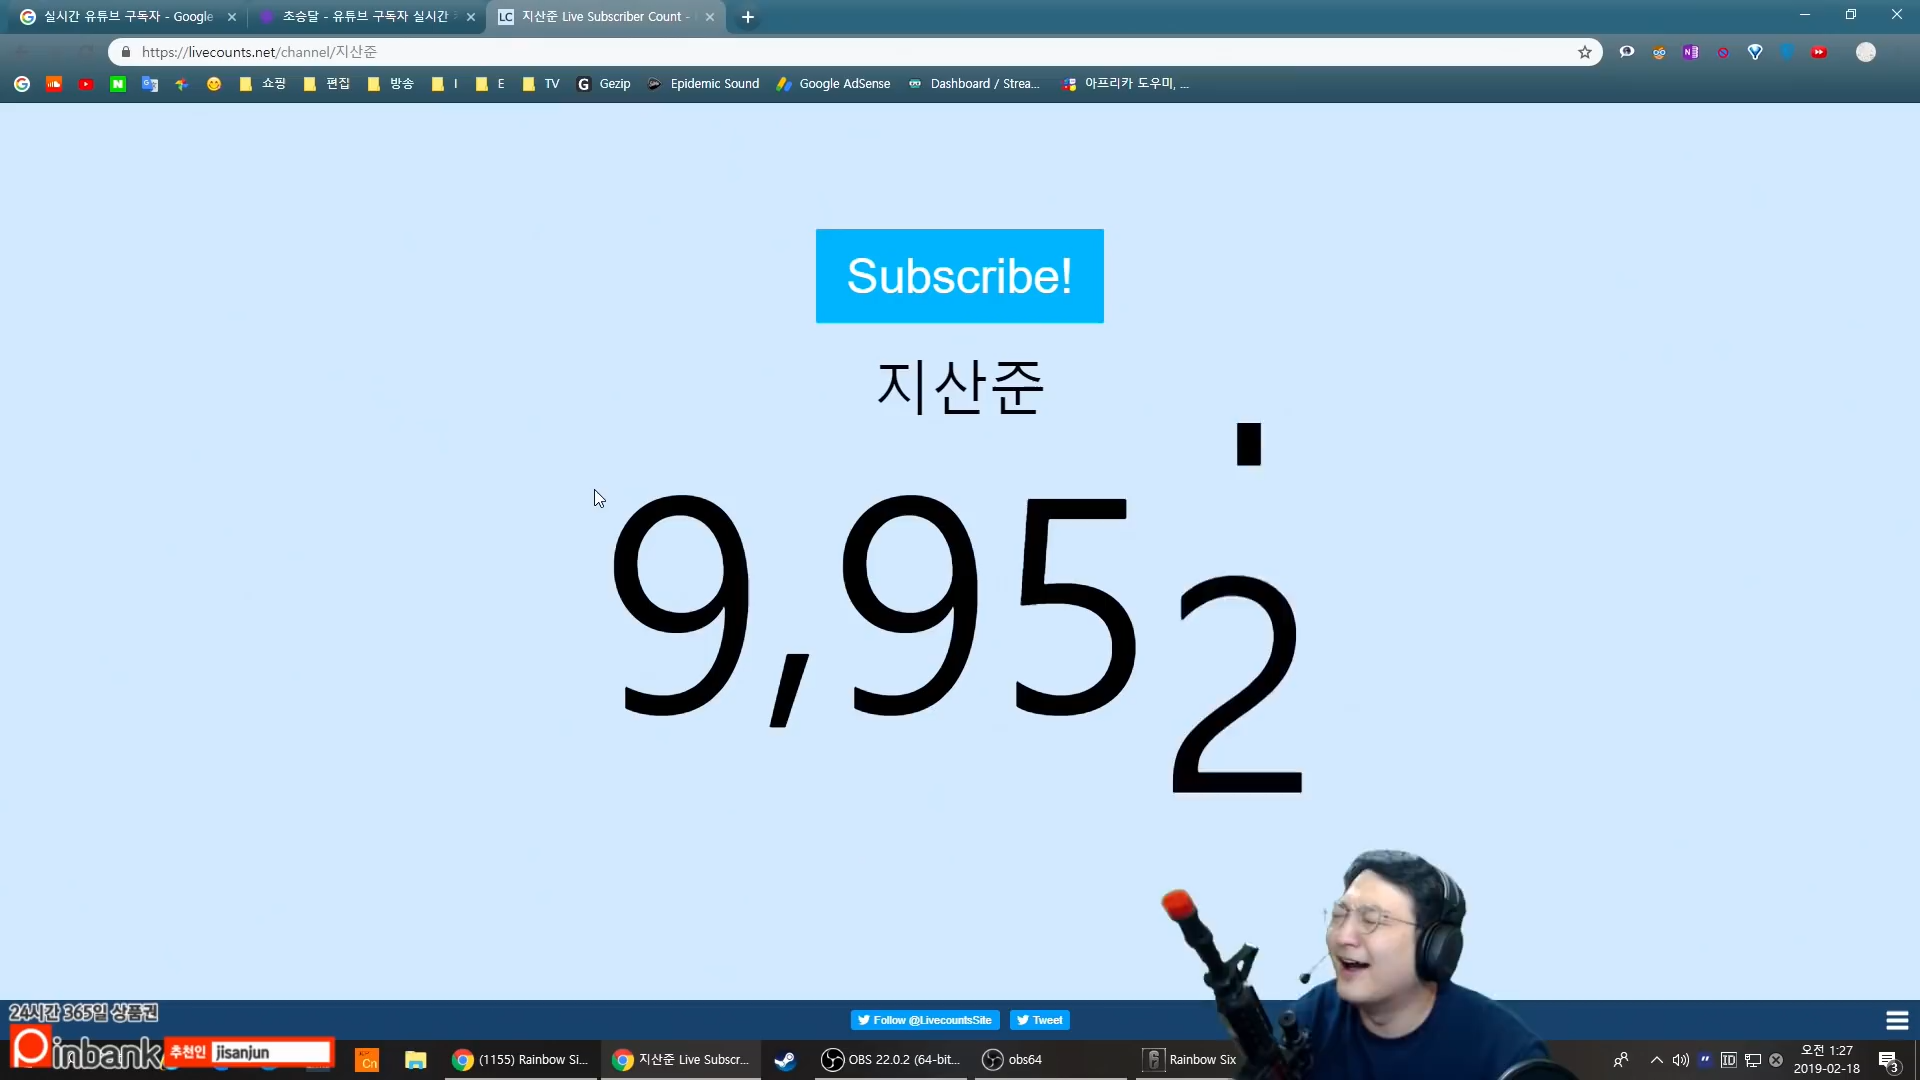 실시간 유튜브 구독자 - Google
초승달 - 유튜브 구독자 실시간
LC 지산준 Live Subscriber Count -
https://livecounts.net/channel/지산준
쇼핑 편집 방송 I E TV G Gezip Epidemic Sound Google AdSense Dashboard / Strea... 아프리카 도우미, ...
Subscribe!
지산준
9,952
24시간 365일 상품권
Pinbank 추천인 jisanjun
Follow @LivecountsSite Tweet
Cn (1155) Rainbow Si... 지산준 Live Subscr... OBS 22.0.2 (64-bit... obs64 Rainbow Six
오전 1:27
2019-02-18
3